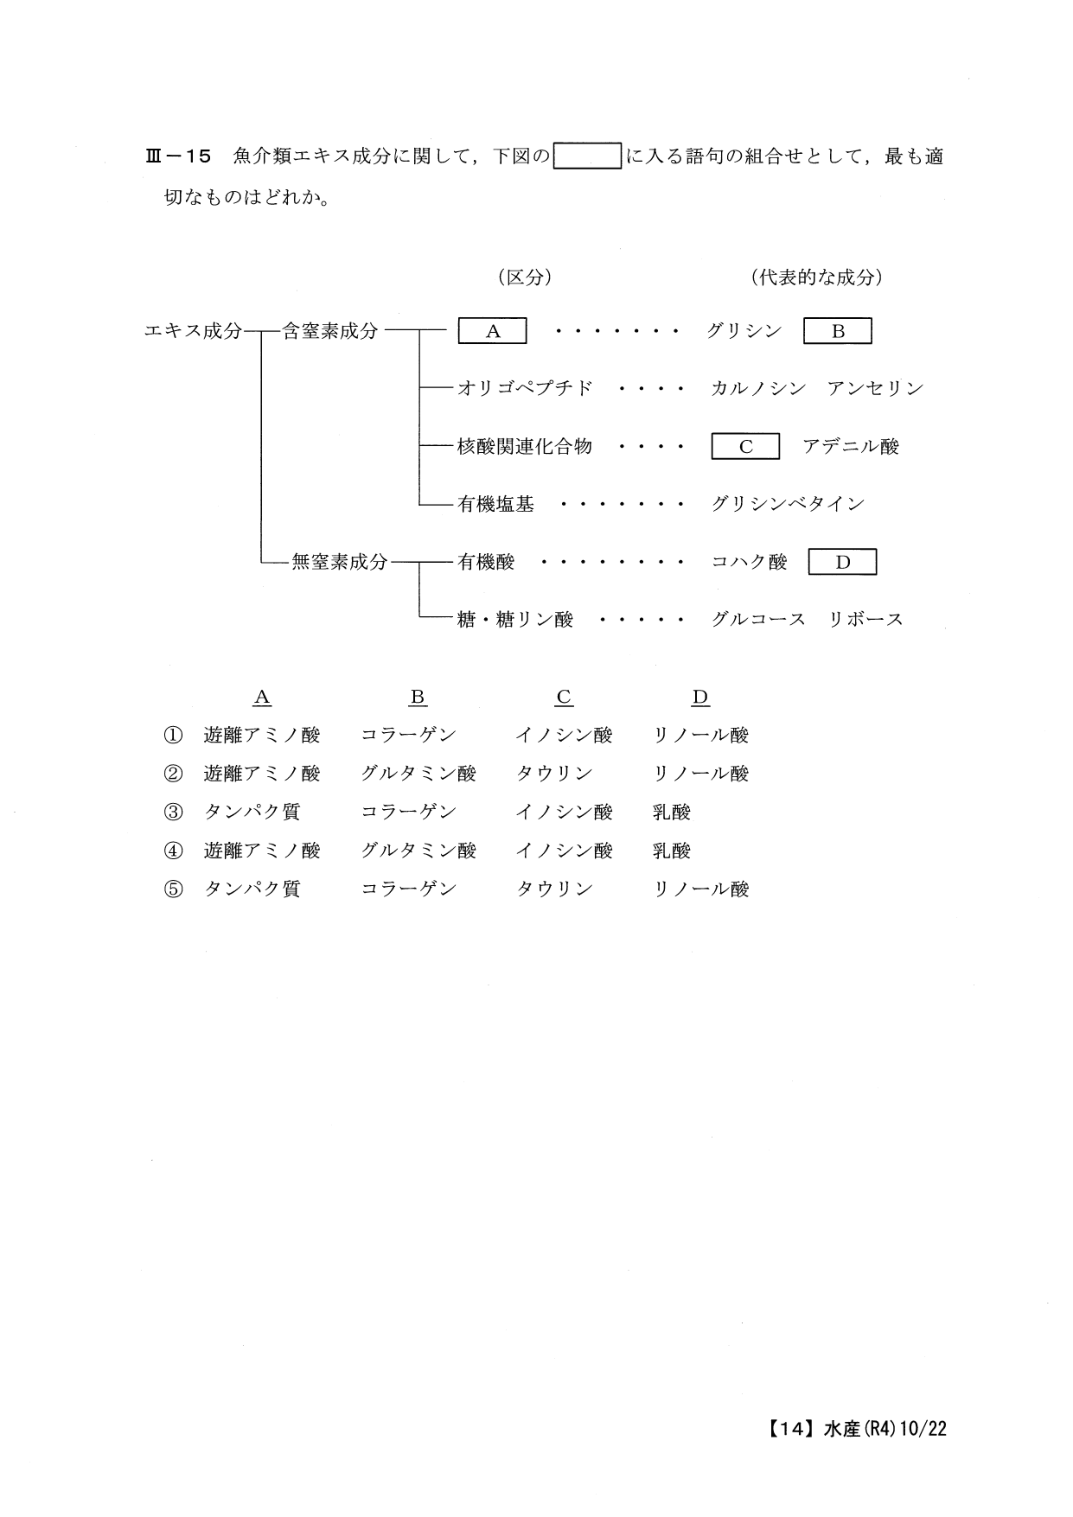 Ⅲ－15　魚介類エキス成分に関して，下図の　　　に入る語句の組合せとして，最も適
切なものはどれか。
（区分）　（代表的な成分）
エキス成分　含窒素成分　A　・・・・・・・　グリシン　B
オリゴペプチド　・・・・　カルノシン　アンセリン
核酸関連化合物　・・・・　C　アデニル酸
有機塩基　・・・・・・・　グリシンベタイン
無窒素成分　有機酸　・・・・・・・・　コハク酸　D
糖・糖リン酸　・・・・・　グルコース　リボース
A　B　C　D
①　遊離アミノ酸　コラーゲン　イノシン酸　リノール酸
②　遊離アミノ酸　グルタミン酸　タウリン　リノール酸
③　タンパク質　コラーゲン　イノシン酸　乳酸
④　遊離アミノ酸　グルタミン酸　イノシン酸　乳酸
⑤　タンパク質　コラーゲン　タウリン　リノール酸
【14】水産(R4)10/22